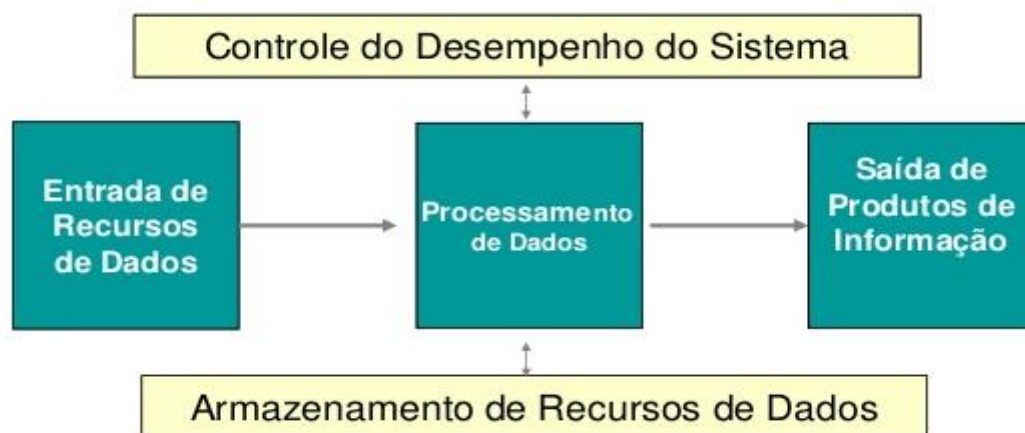 Controle do Desempenho do Sistema
Entrada de
Recursos
de Dados
Processamento
de Dados
Saída de
Produtos de
Informação
Armazenamento de Recursos de Dados